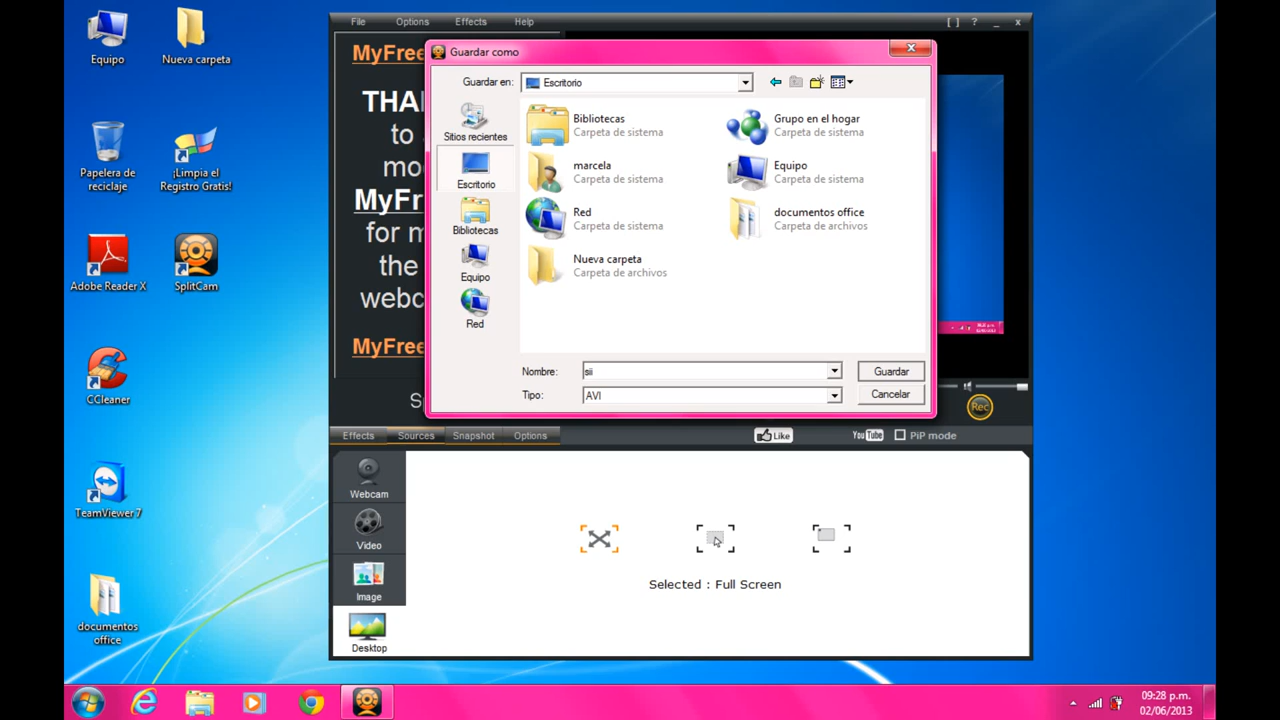 File Options Effects Help
Equipo
Nueva carpeta
Papelera de
reciclaje
¡Limpia el
Registro Gratis!
Adobe Reader X
SplitCam
CCleaner
TeamViewer 7
documentos
office
MyFree
THA
to
mo
MyFr
for m
the
webc
MyFree
S
Guardar como
Guardar en:
Escritorio
Sitios recientes
Escritorio
Bibliotecas
Equipo
Red
Bibliotecas
Carpeta de sistema
Grupo en el hogar
Carpeta de sistema
marcela
Carpeta de sistema
Equipo
Carpeta de sistema
Red
Carpeta de sistema
documentos office
Carpeta de archivos
Nueva carpeta
Carpeta de archivos
Nombre: sii
Guardar
Tipo: AVI
Cancelar
Rec
Effects Sources Snapshot Options
Like
You Tube
PiP mode
Webcam
Video
Image
Desktop
Selected : Full Screen
09:28 p.m.
02/06/2013